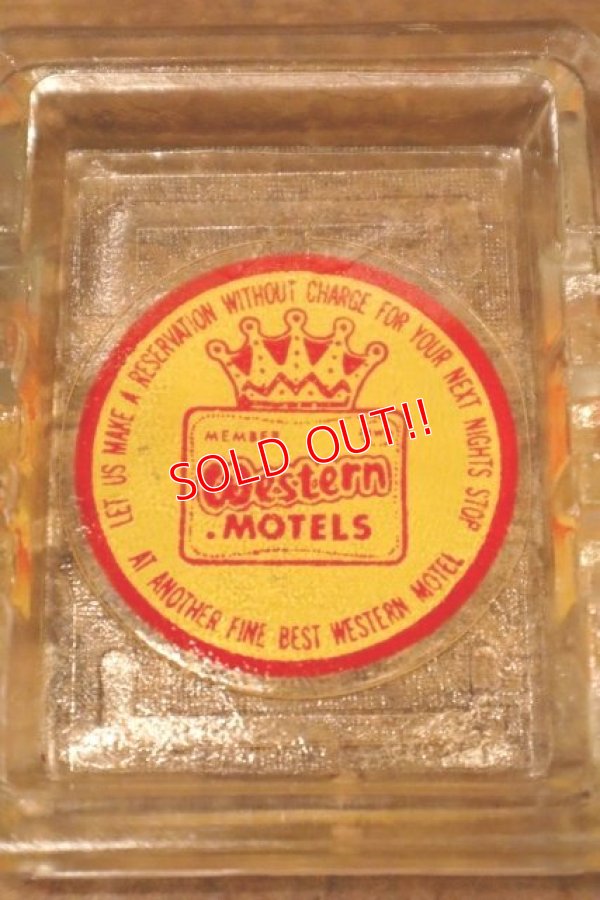 LET US MAKE A RESERVATION WITHOUT CHARGE FOR YOUR NEXT NIGHTS STOP
MEMBER
SOLD OUT!!
Western
MOTELS
AT ANOTHER FINE BEST WESTERN MOTEL